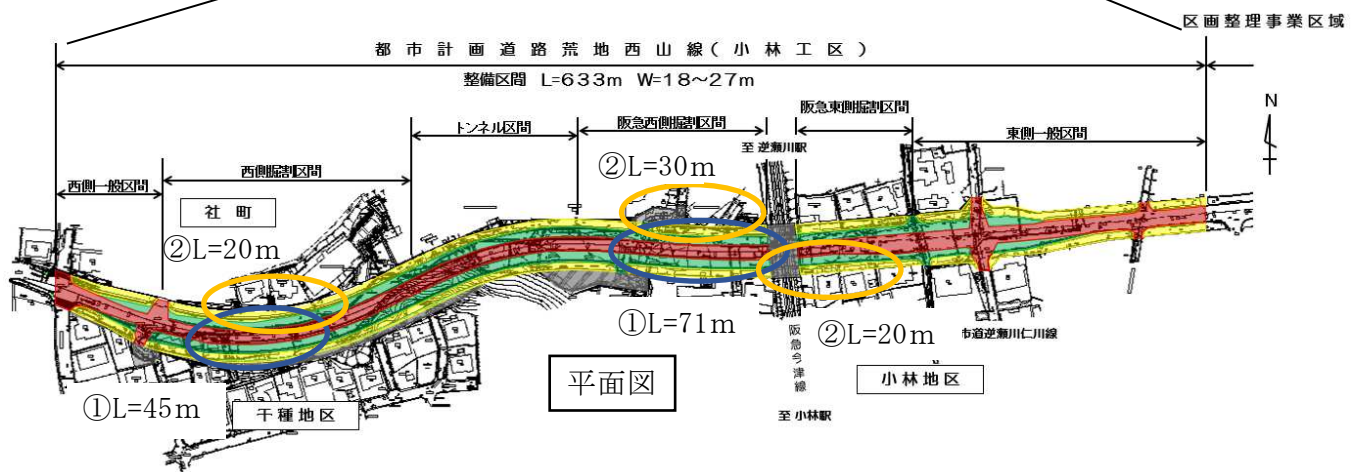 区画整理事業区域
都市計画道路荒地西山線(小林工区)
整備区間 L=633m W=18～27m
N
阪急東側掘割区間
トンネル区間
阪急西側掘割区間
東側一般区間
至 逆瀬川駅
西側掘割区間
西側一般区間
②L=30m
社町
②L=20m
①L=71m
②L=20m
市道逆瀬川仁川線
阪急今津線
平面図
小林地区
①L=45m
千種地区
至 小林駅